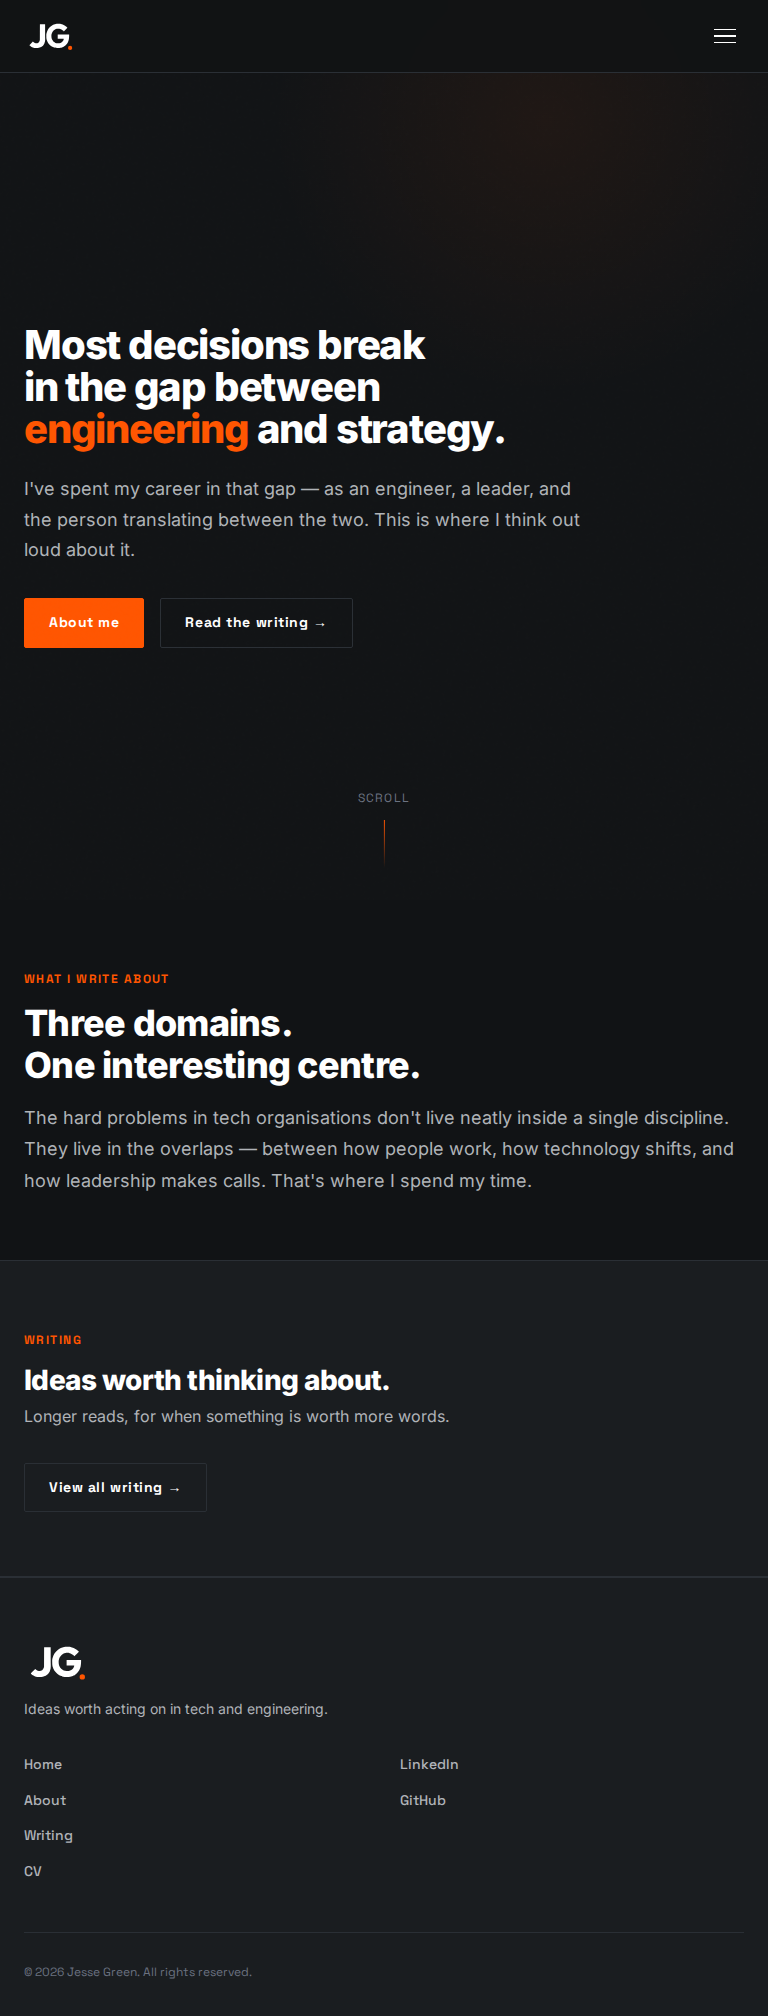 JG.
Most decisions break
in the gap between
engineering and strategy.
I've spent my career in that gap — as an engineer, a leader, and
the person translating between the two. This is where I think out
loud about it.
About me
Read the writing →
SCROLL
WHAT I WRITE ABOUT
Three domains.
One interesting centre.
The hard problems in tech organisations don't live neatly inside a single discipline.
They live in the overlaps — between how people work, how technology shifts, and
how leadership makes calls. That's where I spend my time.
WRITING
Ideas worth thinking about.
Longer reads, for when something is worth more words.
View all writing →
JG.
Ideas worth acting on in tech and engineering.
Home
About
Writing
CV
LinkedIn
GitHub
© 2026 Jesse Green. All rights reserved.